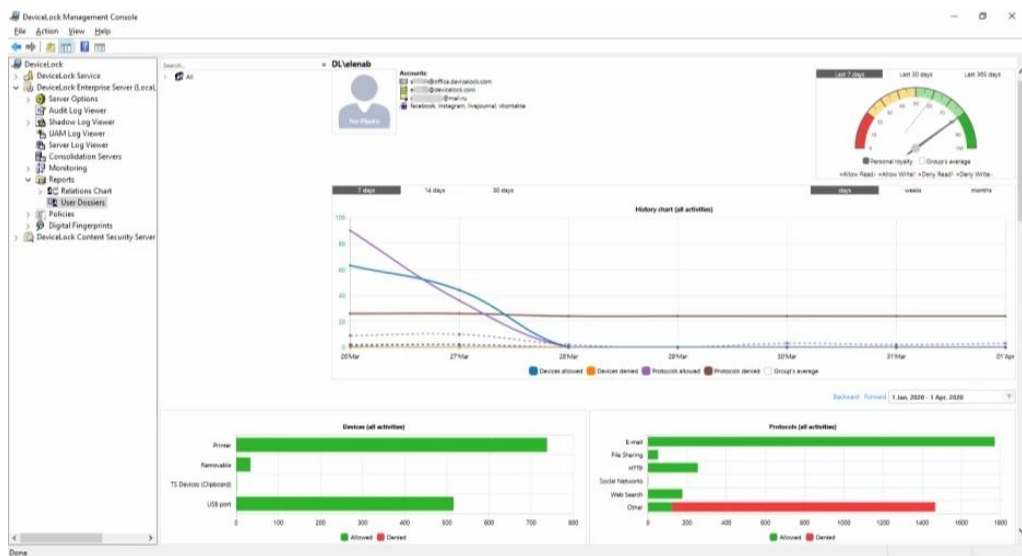 DeviceLock Management Console
File Action View Help
DeviceLock
DeviceLock Service
DeviceLock Enterprise Server (Local,
Server Options
Audit Log Viewer
Shadow Log Viewer
UAM Log Viewer
Server Log Viewer
Consolidation Servers
Monitoring
Reports
Relations Chart
User Dossiers
Policies
Digital Fingerprints
DeviceLock Content Security Server
Search...
All
DL\elenab
No Photo
Accounts:
@office.devicelock.com
@devicelock.com
@mail.ru
facebook, instagram, livejournal, vkontakte
Last 7 days Last 30 days Last 365 days
Personal royalty Group's average
+Allow Read! +Allow Write! +Deny Read! +Deny Write-
7 days 14 days 30 days
days weeks months
History chart (all activities)
100
80
60
40
20
0
26'Mar 27'Mar 28'Mar 29'Mar 30'Mar 31'Mar 01'Apr
Devices allowed Devices denied Protocols allowed Protocols denied Group's average
Backward Forward 1 Jan, 2020 - 1 Apr, 2020
Devices (all activities)
Printer
Removable
TS Devices (Clipboard)
USB port
0 100 200 300 400 500 600 700 800
Allowed Denied
Protocols (all activities)
E-mail
File Sharing
HTTP
Social Networks
Web Search
Other
0 200 400 600 800 1000 1200 1400 1600 1800
Allowed Denied
Done